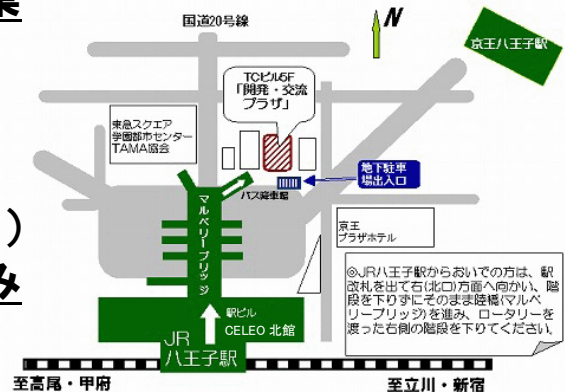 国道20号線
N
京王八王子駅
TCビル5F
「開発・交流
プラザ」
東急スクエア
学園都市センター
TAMA協会
地下駐車
場出入口
バス降車場
マルベリーブリッジ
京王
プラザホテル
)
み
◎JR八王子駅からおいでの方は、駅
改札を出て右(北口)方面へ向かい、階
段を下りずにそのまま陸橋(マルベ
リーブリッジ)を進み、ロータリーを
渡った右側の階段を下りてください。
駅ビル
CELEO 北館
JR
八王子駅
至高尾・甲府
至立川・新宿